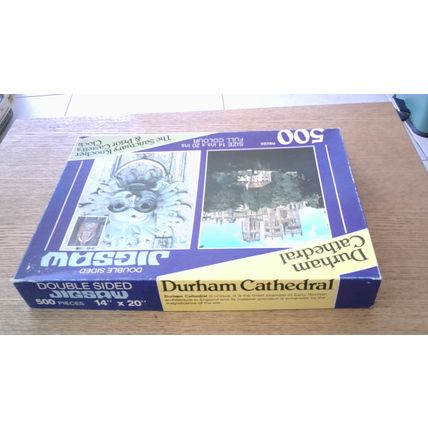 500
PIECES
SIZE 14 ins x 20 ins
FULL COLOUR
The Sanctuary Knocker
& Prior Castell's
Clock
Durham
Cathedral
DOUBLE SIDED
JIGSAW
DOUBLE SIDED
JIGSAW
500 PIECES 14" x 20"
Durham Cathedral
Durham Cathedral is unique. It is the finest example of Early Norman
architecture in England and its material grandeur is enhanced by the
magnificence of the site.